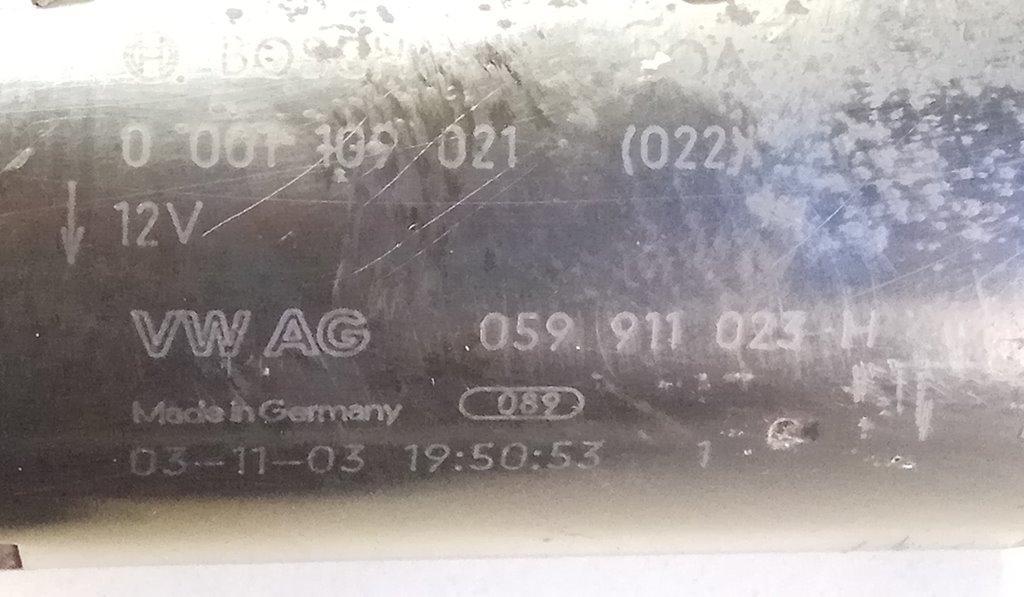 BOSCH
0 001 109 021 (022)
12V
VW AG 059 911 023 H
Made in Germany 089
03-11-03 19:50:53 1